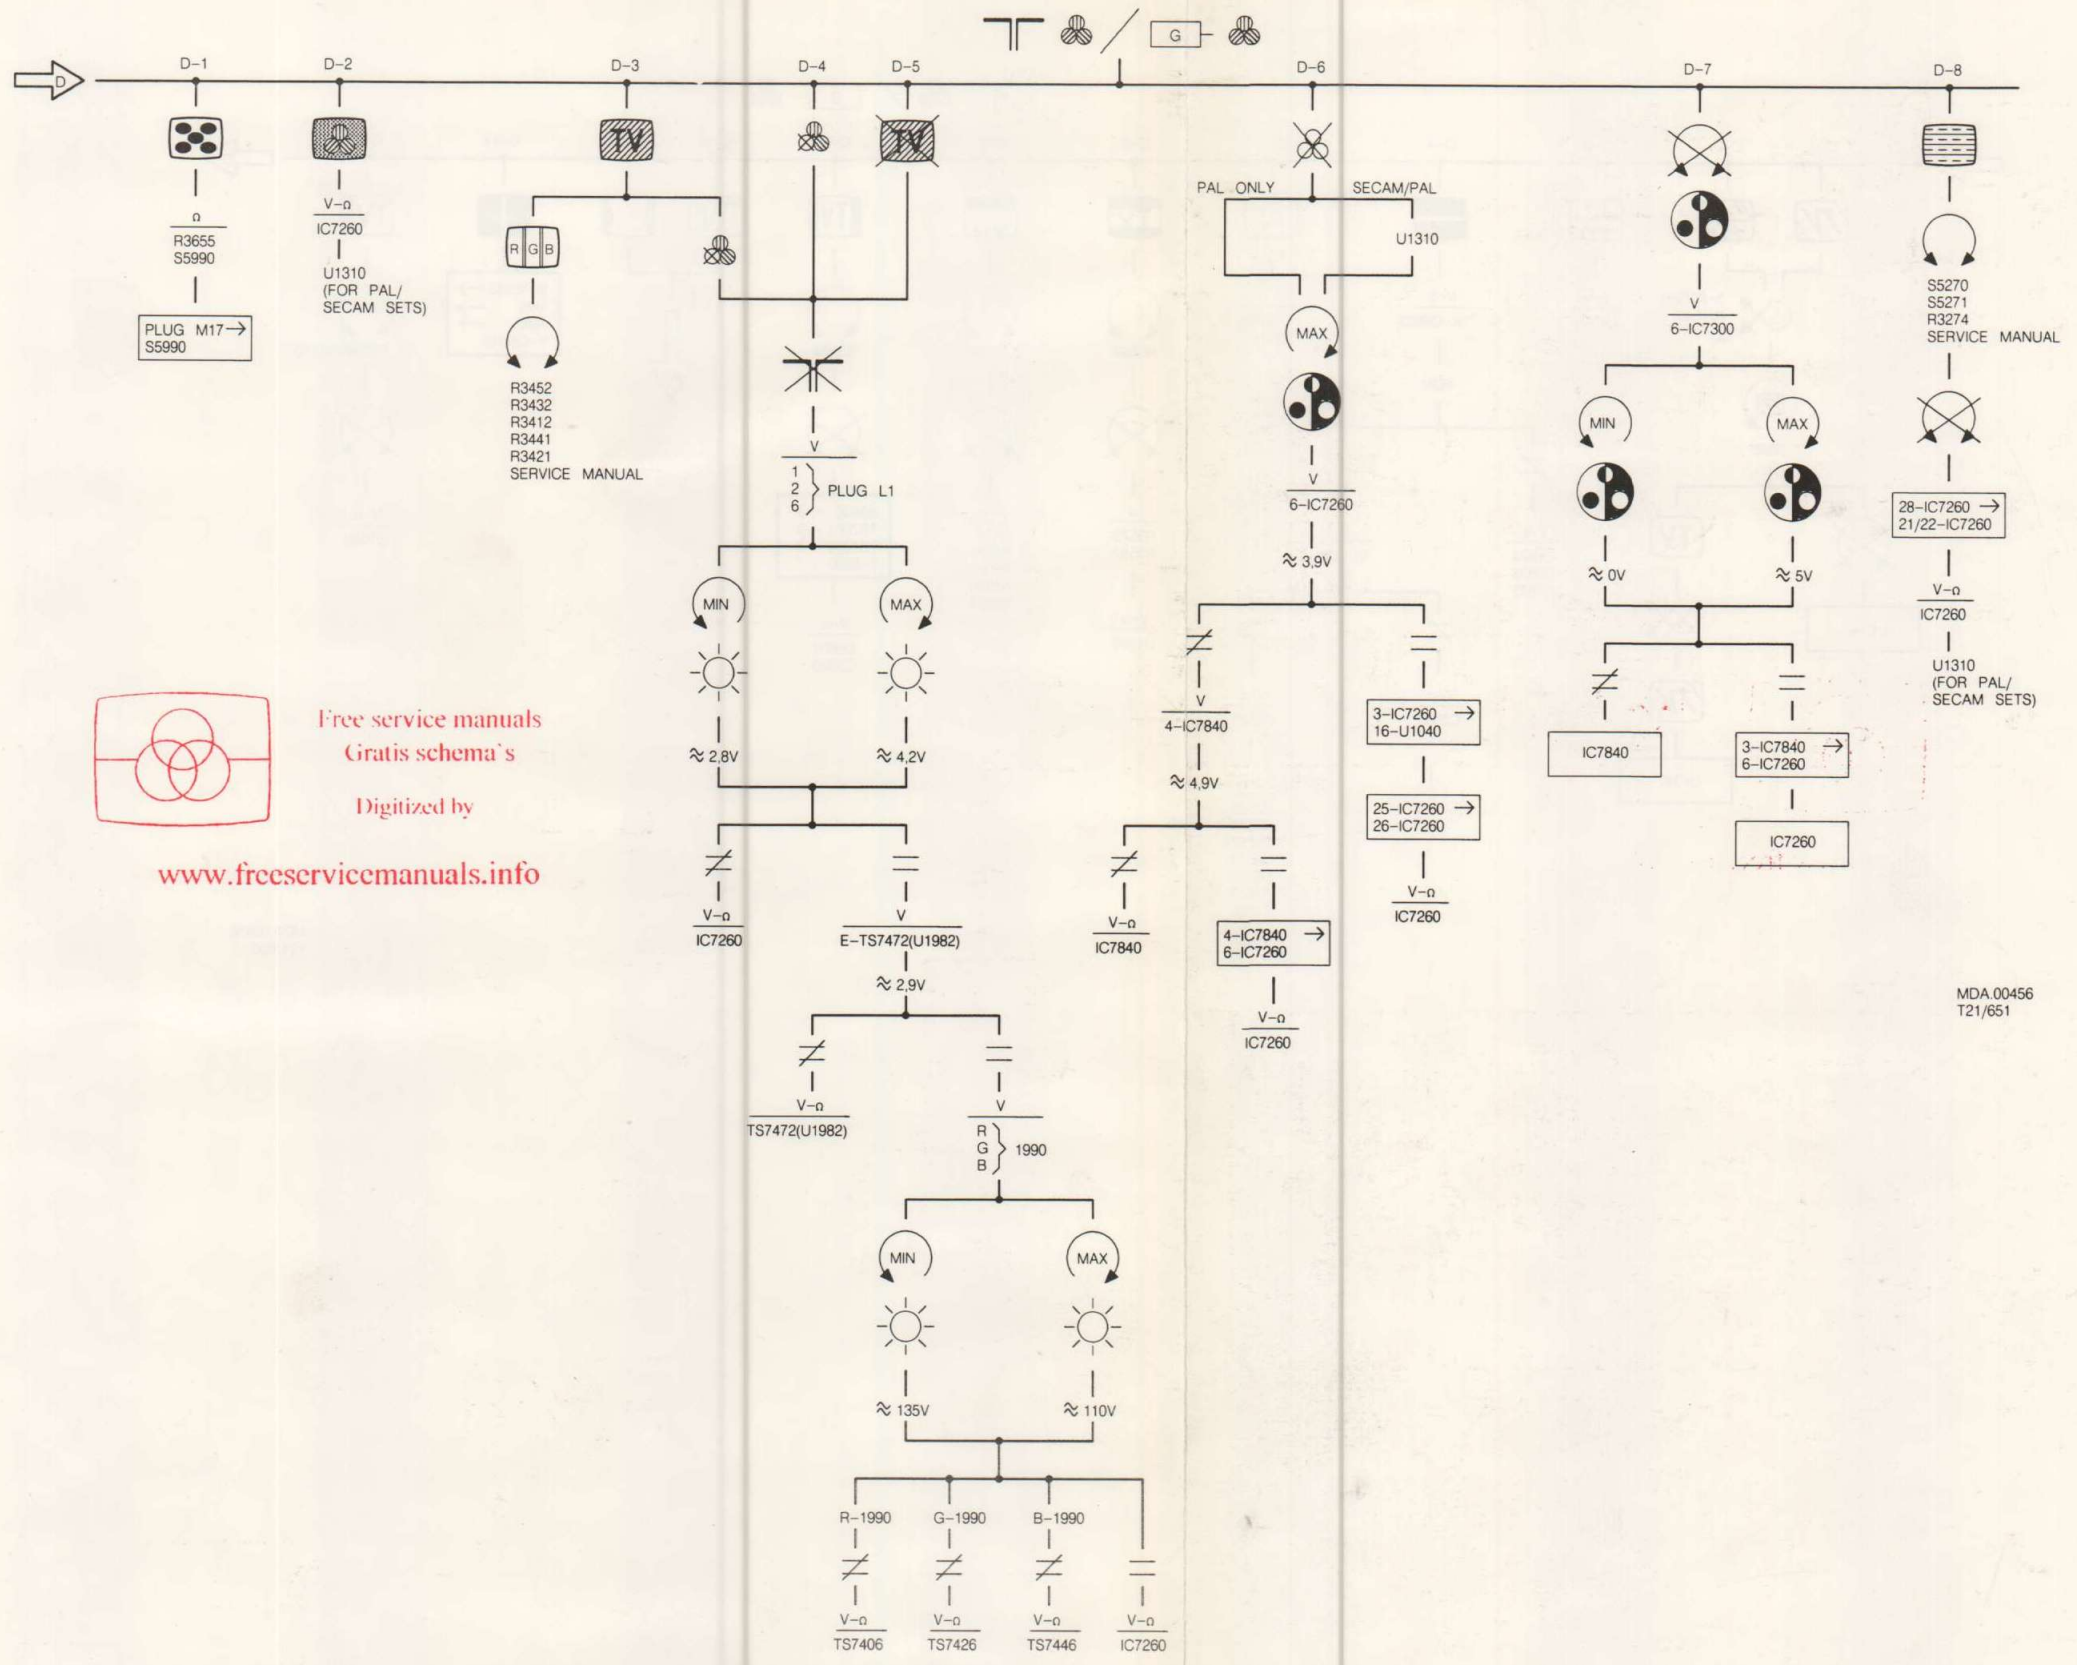 G
D
D-1
D-2
D-3
D-4
D-5
D-6
D-7
D-8
TV
TV
Ω
R3655
S5990
PLUG M17→
S5990
V-Ω
IC7260
U1310
(FOR PAL/
SECAM SETS)
R G B
R3452
R3432
R3412
R3441
R3421
SERVICE MANUAL
V
1
2
6
PLUG L1
MIN
MAX
≈ 2,8V
≈ 4,2V
≠
=
V-Ω
IC7260
V
E-TS7472(U1982)
≈ 2,9V
≠
=
V-Ω
TS7472(U1982)
V
R
G
B
1990
MIN
MAX
≈ 135V
≈ 110V
R-1990
G-1990
B-1990
≠
≠
≠
=
V-Ω
TS7406
V-Ω
TS7426
V-Ω
TS7446
V-Ω
IC7260
PAL ONLY
SECAM/PAL
U1310
MAX
V
6-IC7260
≈ 3,9V
≠
=
V
4-IC7840
≈ 4,9V
≠
=
V-Ω
IC7840
4-IC7840 →
6-IC7260
V-Ω
IC7260
3-IC7260 →
16-U1040
25-IC7260 →
26-IC7260
V-Ω
IC7260
V
6-IC7300
MIN
MAX
≈ 0V
≈ 5V
≠
=
IC7840
3-IC7840 →
6-IC7260
IC7260
S5270
S5271
R3274
SERVICE MANUAL
28-IC7260 →
21/22-IC7260
V-Ω
IC7260
U1310
(FOR PAL/
SECAM SETS)
Free service manuals
Gratis schema's
Digitized by
www.freeservicemanuals.info
MDA.00456
T21/651